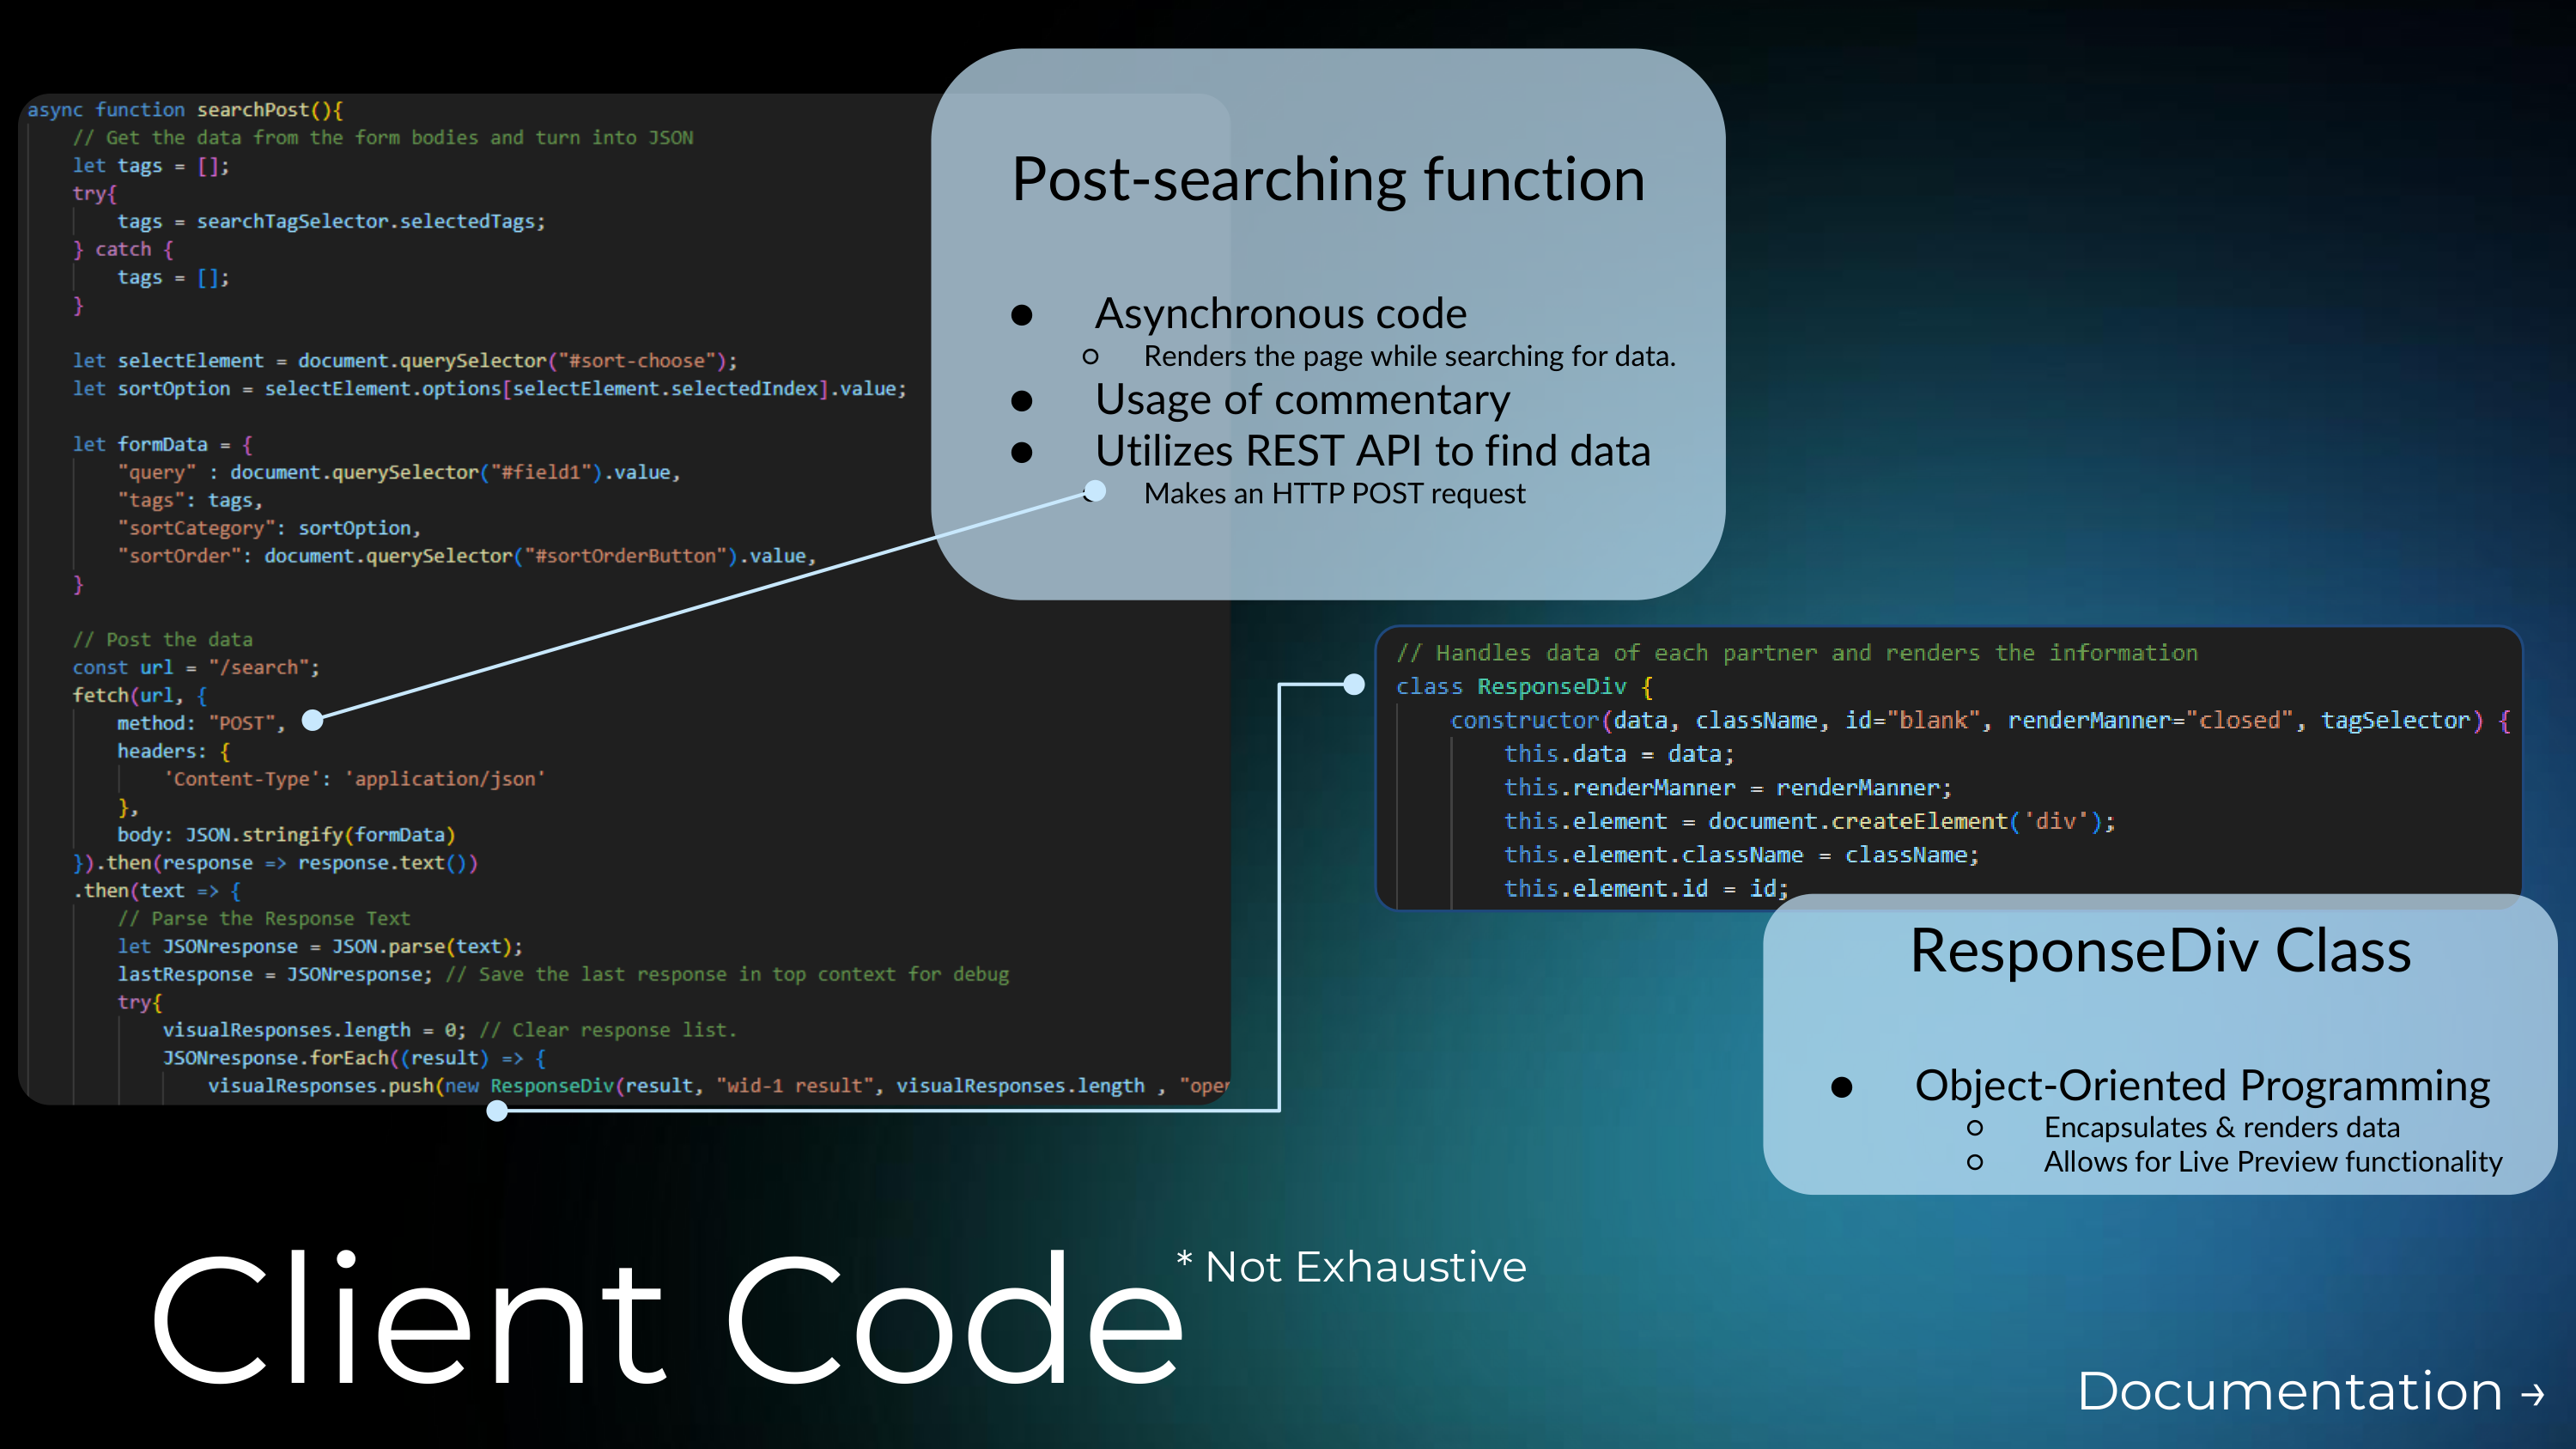 async function searchPost(){
    // Get the data from the form bodies and turn into JSON
    let tags = [];
    try{
        tags = searchTagSelector.selectedTags;
    } catch {
        tags = [];
    }
    let selectElement = document.querySelector("#sort-choose");
    let sortOption = selectElement.options[selectElement.selectedIndex].value;
    let formData = {
        "query" : document.querySelector("#field1").value,
        "tags": tags,
        "sortCategory": sortOption,
        "sortOrder": document.querySelector("#sortOrderButton").value,
    }
    // Post the data
    const url = "/search";
    fetch(url, {
        method: "POST",
        headers: {
            'Content-Type': 'application/json'
        },
        body: JSON.stringify(formData)
    }).then(response => response.text())
    .then(text => {
        // Parse the Response Text
        let JSONresponse = JSON.parse(text);
        lastResponse = JSONresponse; // Save the last response in top context for debug
        try{
            visualResponses.length = 0; // Clear response list.
            JSONresponse.forEach((result) => {
                visualResponses.push(new ResponseDiv(result, "wid-1 result", visualResponses.length , "oper
Post-searching function
● Asynchronous code
○ Renders the page while searching for data.
● Usage of commentary
● Utilizes REST API to find data
Makes an HTTP POST request
// Handles data of each partner and renders the information
class ResponseDiv {
    constructor(data, className, id="blank", renderManner="closed", tagSelector) {
        this.data = data;
        this.renderManner = renderManner;
        this.element = document.createElement('div');
        this.element.className = className;
        this.element.id = id;
ResponseDiv Class
● Object-Oriented Programming
○ Encapsulates & renders data
○ Allows for Live Preview functionality
Client Code
* Not Exhaustive
Documentation →